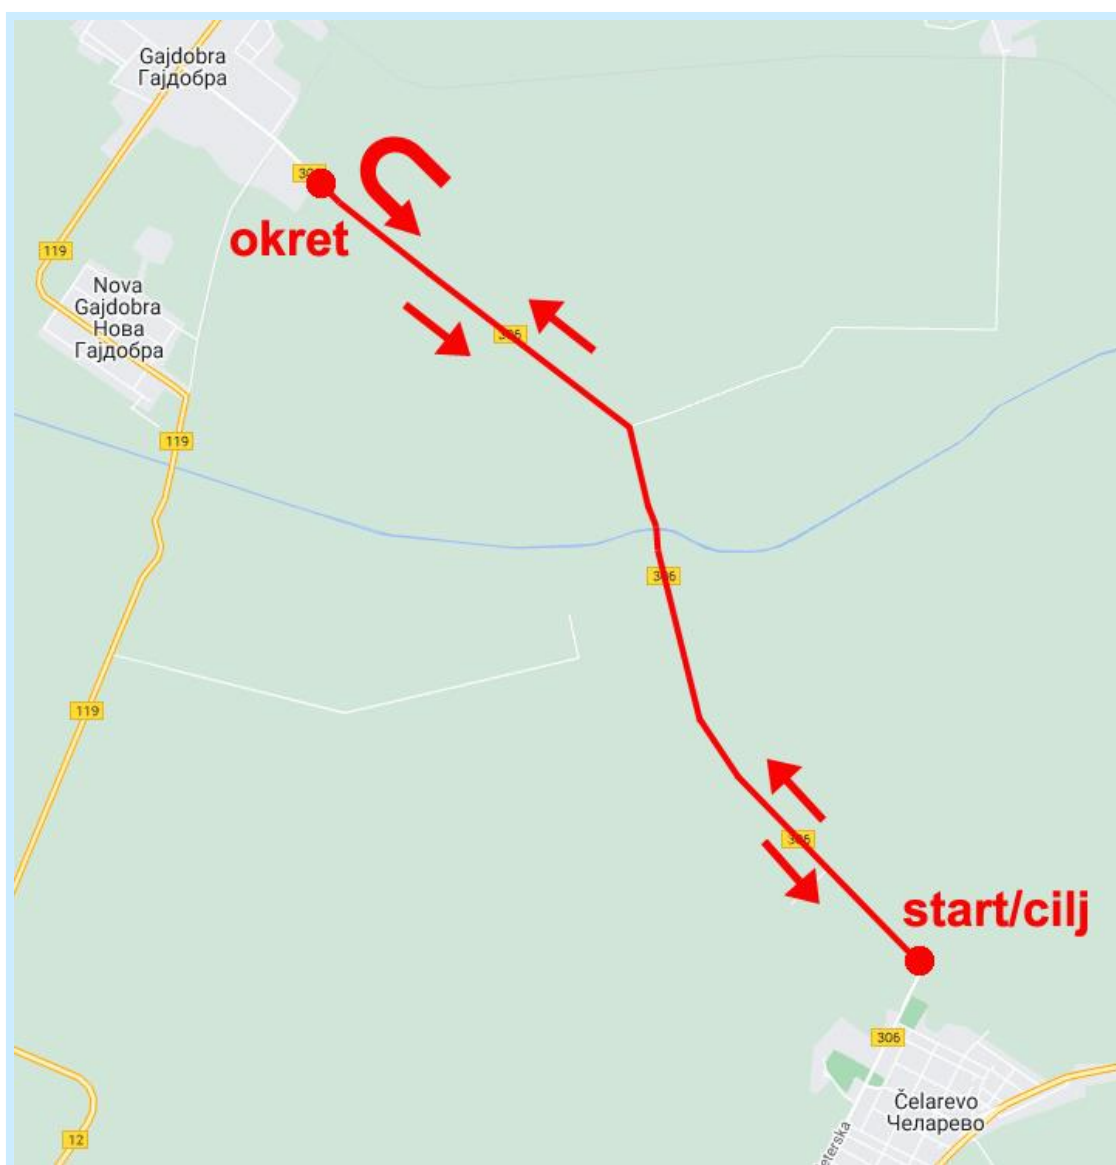 Gajdobra
Гајдобра
okret
119
Nova
Gajdobra
Нова
Гајдобра
306
119
306
119
306
start/cilj
306
Čelarevo
Челарево
12